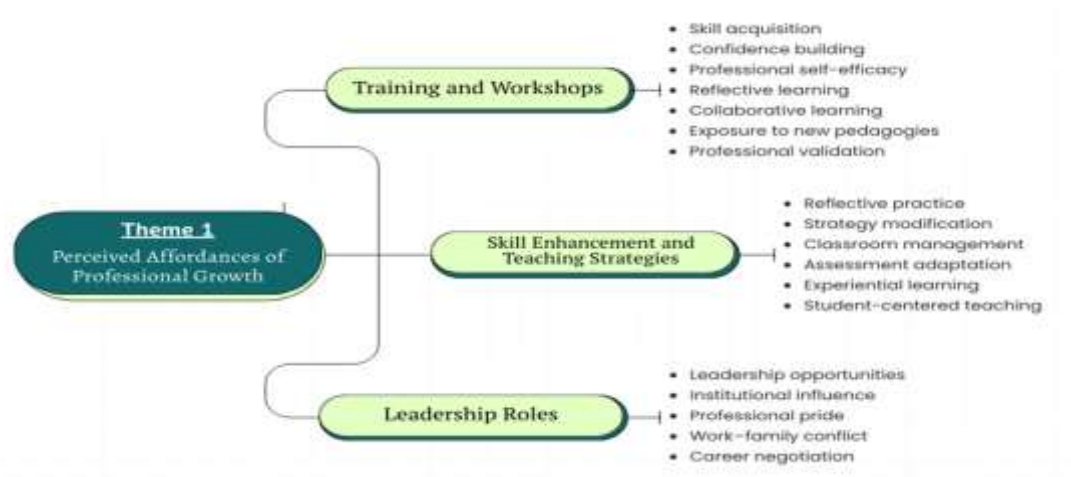 Theme 1
Perceived Affordances of
Professional Growth
Training and Workshops
• Skill acquisition
• Confidence building
• Professional self-efficacy
• Reflective learning
• Collaborative learning
• Exposure to new pedagogies
• Professional validation
Skill Enhancement and
Teaching Strategies
• Reflective practice
• Strategy modification
• Classroom management
• Assessment adaptation
• Experiential learning
• Student-centered teaching
Leadership Roles
• Leadership opportunities
• Institutional influence
• Professional pride
• Work-family conflict
• Career negotiation